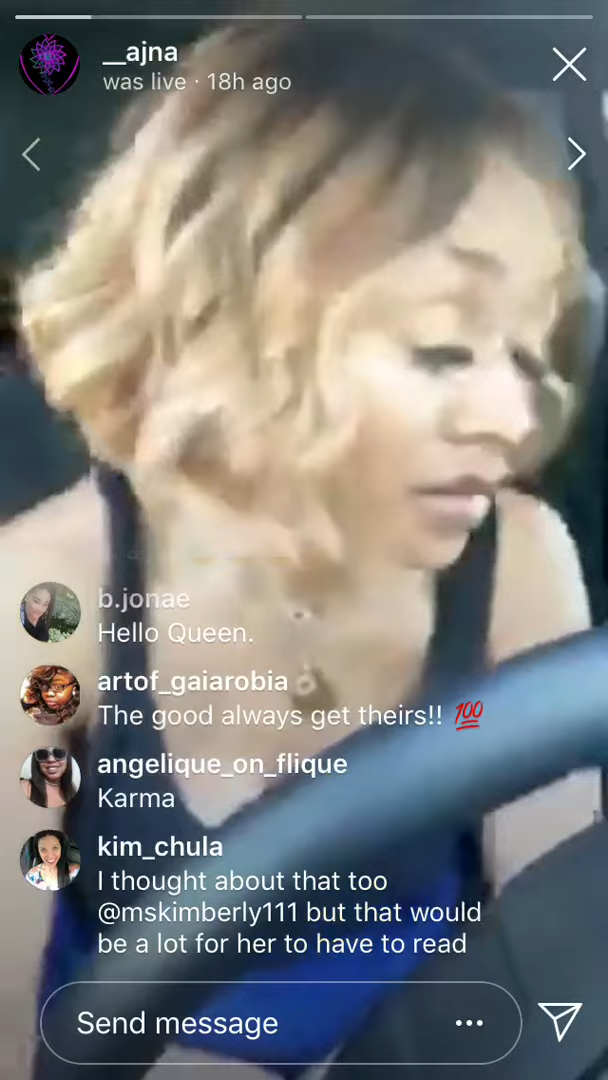 __ajna
was live · 18h ago
b.jonae
Hello Queen.
artof_gaiarobia
The good always get theirs!! 💯
angelique_on_flique
Karma
kim_chula
I thought about that too
@mskimberly111 but that would
be a lot for her to have to read
Send message